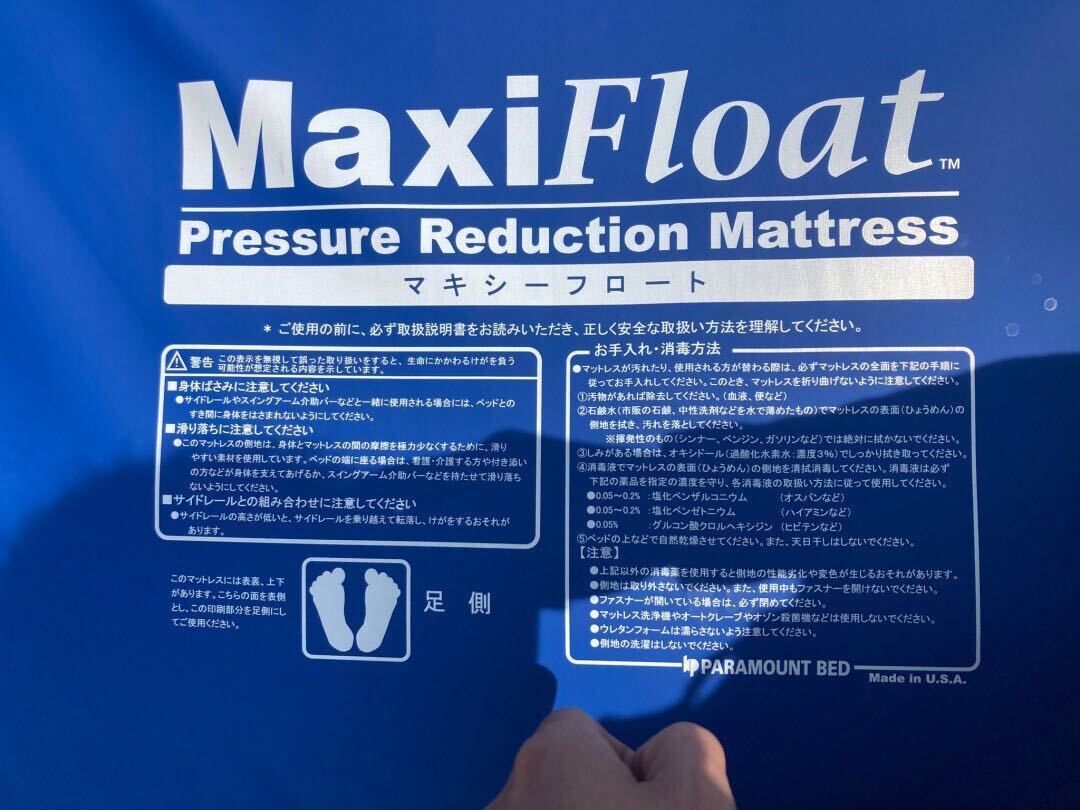 MaxiFloat™
Pressure Reduction Mattress
マキシーフロート
* ご使用の前に、必ず取扱説明書をお読みいただき、正しく安全な取扱い方法を理解してください。
警告 この表示を無視して誤った取り扱いをすると、生命にかかわるけがを負う
可能性が想定される内容を示しています。
■身体ばさみに注意してください
●サイドレールやスイングアーム介助バーなどと一緒に使用される場合には、ベッドとの
すき間に身体をはさまれないようにしてください。
■滑り落ちに注意してください
●このマットレスの側地は、身体とマットレスの間の摩擦を極力少なくするために、滑り
やすい素材を使用しています。ベッドの端に座る場合は、看護・介護する方や付き添い
の方などが身体を支えてあげるか、スイングアーム介助バーなどを持たせて滑り落ち
ないようにしてください。
■サイドレールとの組み合わせに注意してください
●サイドレールの高さが低いと、サイドレールを乗り越えて転落し、けがをするおそれが
あります。
このマットレスには表裏、上下
があります。こちらの面を表側
とし、この印刷部分を足側にし
てご使用ください。
足側
お手入れ・消毒方法
●マットレスが汚れたり、使用される方が替わる際は、必ずマットレスの全面を下記の手順に
従ってお手入れしてください。このとき、マットレスを折り曲げないように注意してください。
①汚物があれば除去してください。(血液、便など)
②石鹸水(市販の石鹸、中性洗剤などを水で薄めたもの)でマットレスの表面(ひょうめん)の
側地を拭き、汚れを落としてください。
※揮発性のもの(シンナー、ベンジン、ガソリンなど)では絶対に拭かないでください。
③しみがある場合は、オキシドール(過酸化水素水:濃度3%)でしっかり拭き取ってください。
④消毒液でマットレスの表面(ひょうめん)の側地を清拭消毒してください。消毒液は必ず
下記の薬品を指定の濃度を守り、各消毒液の取扱い方法に従って使用してください。
●0.05〜0.2% :塩化ベンザルコニウム (オスバンなど)
●0.05〜0.2% :塩化ベンゼトニウム (ハイアミンなど)
●0.05% :グルコン酸クロルヘキシジン (ヒビテンなど)
⑤ベッドの上などで自然乾燥させてください。また、天日干しはしないでください。
【注意】
●上記以外の消毒薬を使用すると側地の性能劣化や変色が生じるおそれがあります。
●側地は取り外さないでください。また、使用中もファスナーを開けないでください。
●ファスナーが開いている場合は、必ず閉めてください。
●マットレス洗浄機やオートクレーブやオゾン殺菌機などは使用しないでください。
●ウレタンフォームは濡らさないよう注意してください。
●側地の洗濯はしないでください。
PARAMOUNT BED
Made in U.S.A.